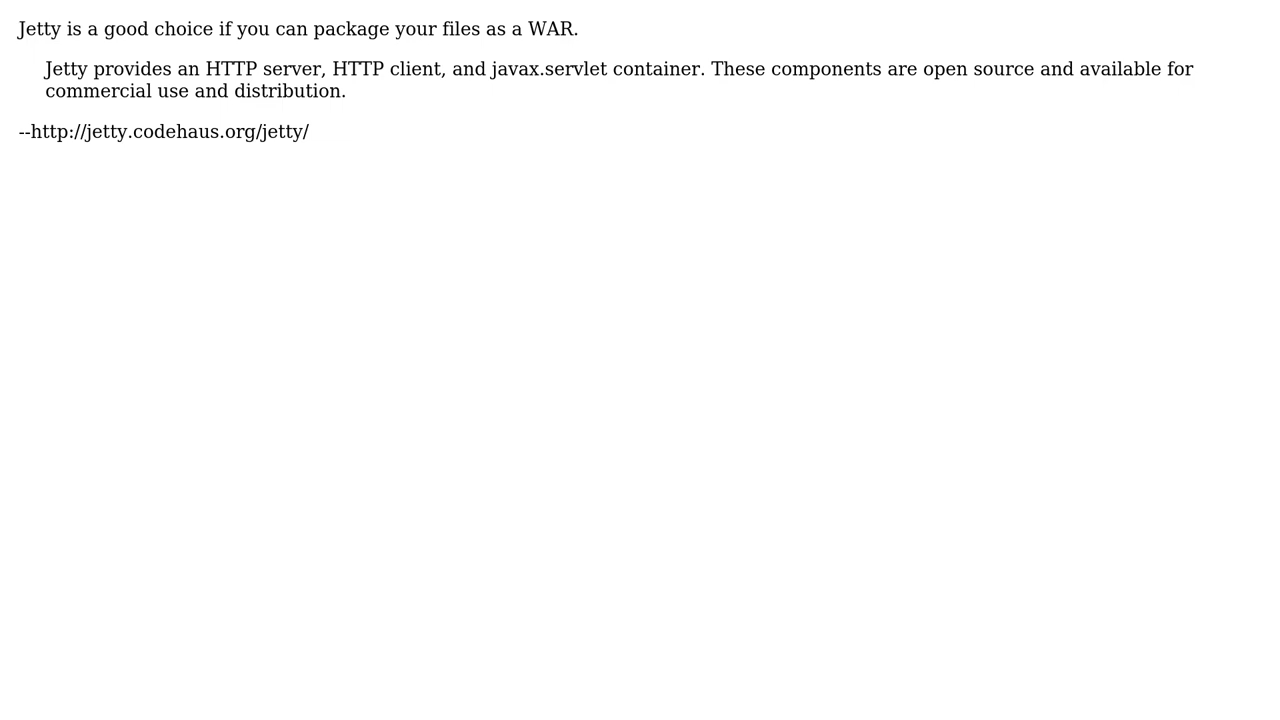 Jetty is a good choice if you can package your files as a WAR.
Jetty provides an HTTP server, HTTP client, and javax.servlet container. These components are open source and available for
commercial use and distribution.
--http://jetty.codehaus.org/jetty/